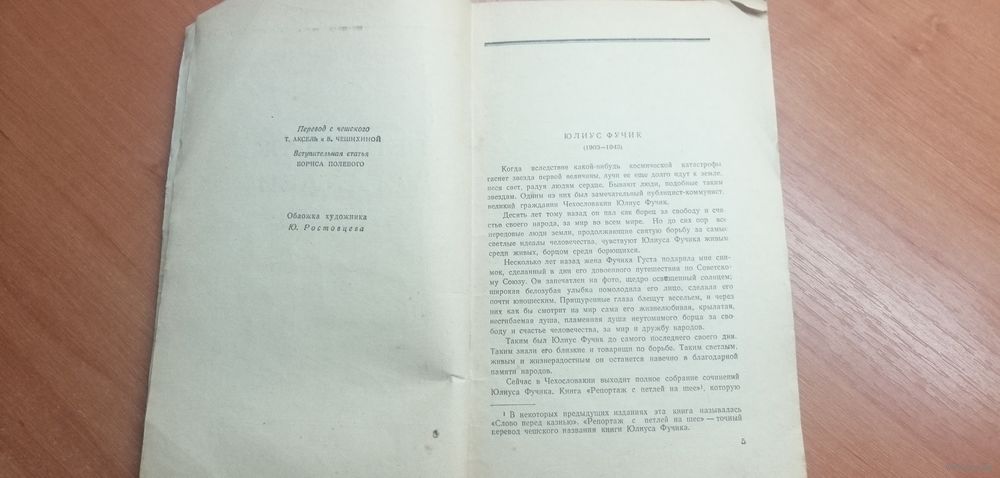 Перевод с чешского
Т. АКСЕЛЬ и В. ЧЕШИХИНОЙ
Вступительная статья
БОРИСА ПОЛЕВОГО
Обложка художника
Ю. Ростовцева
ЮЛИУС ФУЧИК
(1903—1943)
Когда вследствие какой-нибудь космической катастрофы
гаснет звезда первой величины, лучи ее еще долго идут к земле,
неся свет, радуя людям сердце. Бывают люди, подобные таким
звездам. Одним из них был замечательный публицист-коммунист,
великий гражданин Чехословакии Юлиус Фучик.
Десять лет тому назад он пал как борец за свободу и сча-
стье своего народа, за мир во всем мире. Но до сих пор все
передовые люди земли, продолжающие святую борьбу за самые
светлые идеалы человечества, чувствуют Юлиуса Фучика живым
среди живых, борцом среди борющихся.
Несколько лет назад жена Фучика Густа подарила мне сни-
мок, сделанный в дни его довоенного путешествия по Советско-
му Союзу. Он запечатлен на фото, щедро освещенный солнцем;
широкая белозубая улыбка помолодила его лицо, сделала его
почти юношеским. Прищуренные глаза блещут весельем, и через
них как бы смотрит на мир сама его жизнелюбивая, крылатая,
несгибаемая душа, пламенная душа неутомимого борца за сво-
боду и счастье человечества, за мир и дружбу народов.
Таким был Юлиус Фучик до самого последнего своего дня.
Таким знали его близкие и товарищи по борьбе. Таким светлым,
живым и жизнерадостным он останется навечно в благодарной
памяти народов.
Сейчас в Чехословакии выходит полное собрание сочинений
Юлиуса Фучика. Книга «Репортаж с петлей на шее»¹, которую
¹ В некоторых предыдущих изданиях эта книга называлась
«Слово перед казнью». «Репортаж с петлей на шее» — точный
перевод чешского названия книги Юлиуса Фучика.
5